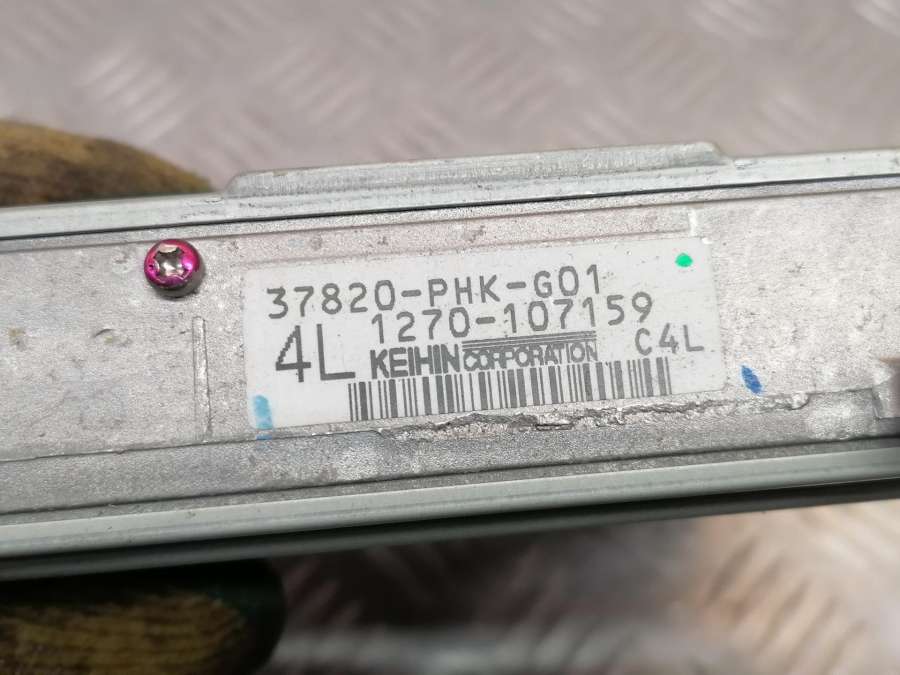 37820-PHK-G01
1270-107159
4L KEIHIN CORPORATION C4L